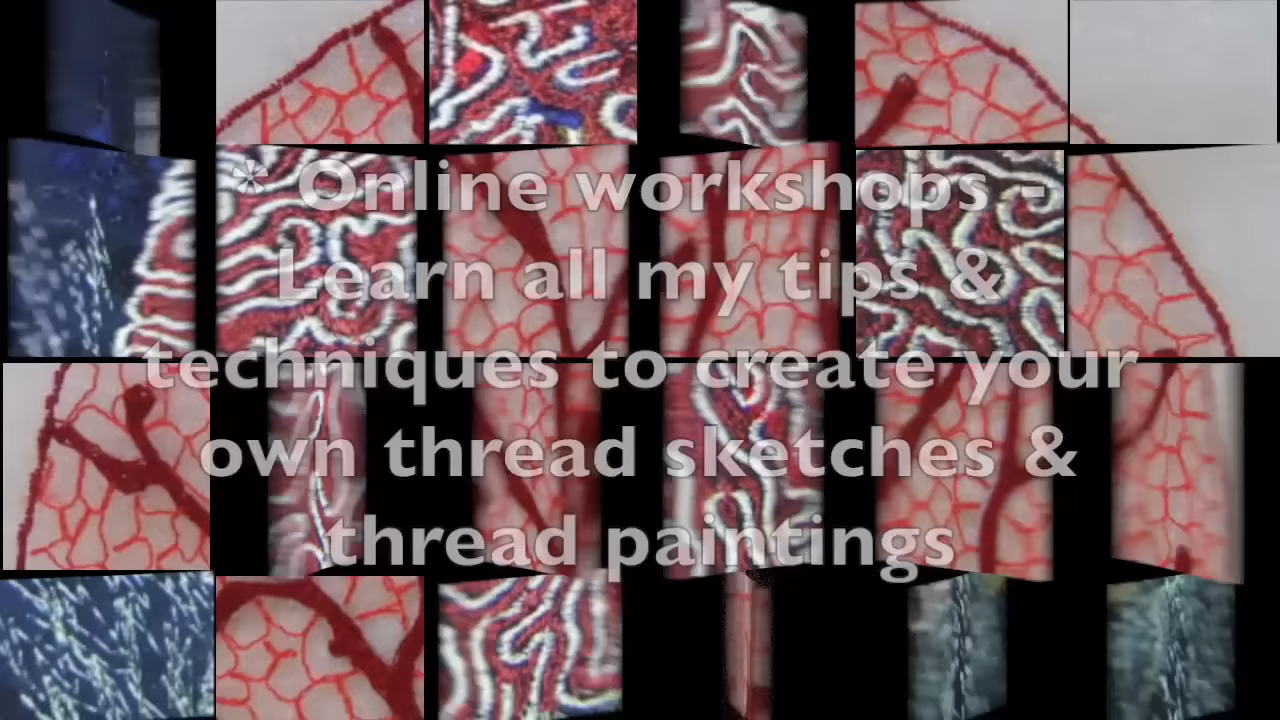 * Online workshops -
Learn all my tips &
techniques to create your
own thread sketches &
thread paintings